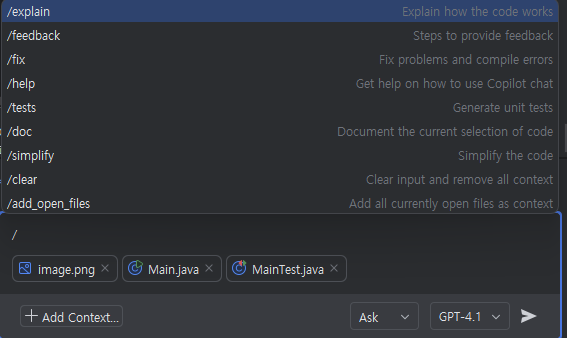 /explain Explain how the code works
/feedback Steps to provide feedback
/fix Fix problems and compile errors
/help Get help on how to use Copilot chat
/tests Generate unit tests
/doc Document the current selection of code
/simplify Simplify the code
/clear Clear input and remove all context
/add_open_files Add all currently open files as context
/
image.png Main.java MainTest.java
Add Context... Ask GPT-4.1